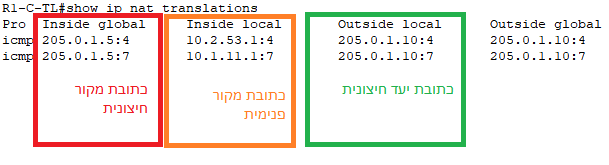 R1-C-TL#show ip nat translations
Pro Inside global Inside local Outside local Outside global
icmp 205.0.1.5:4 10.2.53.1:4 205.0.1.10:4 205.0.1.10:4
icmp 205.0.1.5:7 10.1.11.1:7 205.0.1.10:7 205.0.1.10:7
כתובת מקור
חיצונית
כתובת מקור
פנימית
כתובת יעד חיצונית